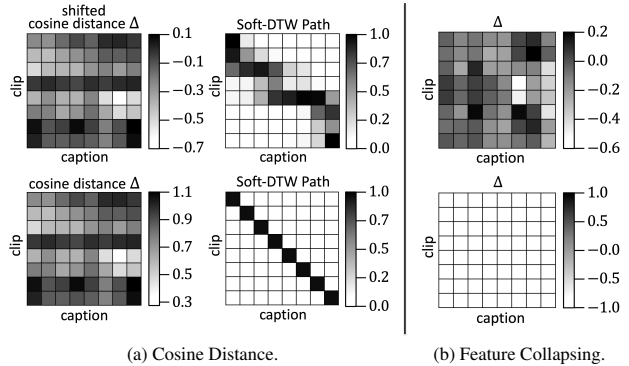 shifted
cosine distance Δ
0.1
−0.1
−0.3
−0.5
−0.7
clip
caption
Soft-DTW Path
1.0
0.7
0.5
0.2
0.0
Δ
0.2
0.0
−0.2
−0.4
−0.6
clip
caption
cosine distance Δ
1.1
0.9
0.7
0.5
0.3
clip
caption
Soft-DTW Path
1.0
0.7
0.5
0.2
0.0
clip
caption
Δ
1.0
0.5
0.0
−0.5
−1.0
clip
caption
(a) Cosine Distance.
(b) Feature Collapsing.